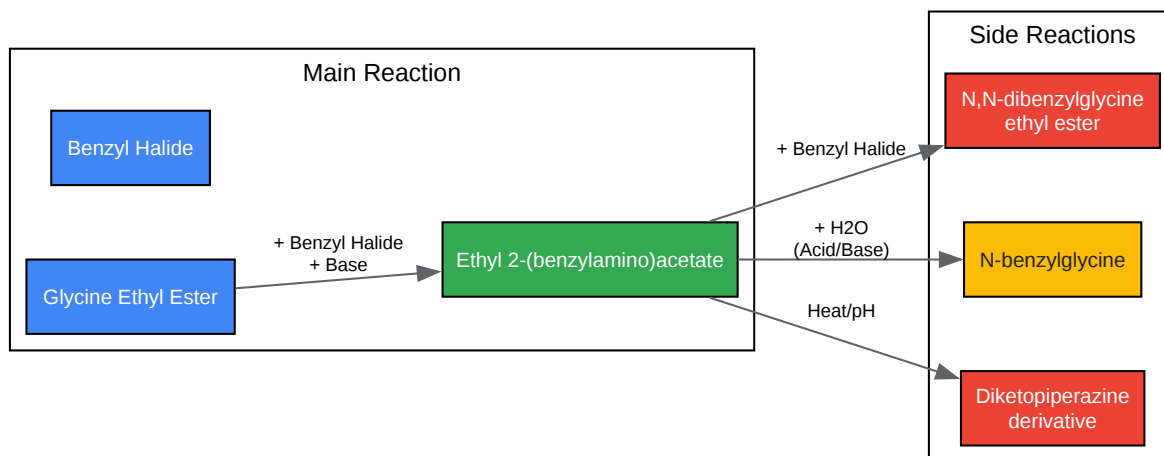 Side Reactions
Main Reaction
N,N-dibenzylglycine
ethyl ester
Benzyl Halide
+ Benzyl Halide
+ H2O
(Acid/Base)
+ Benzyl Halide
+ Base
Ethyl 2-(benzylamino)acetate
N-benzylglycine
Glycine Ethyl Ester
Heat/pH
Diketopiperazine
derivative